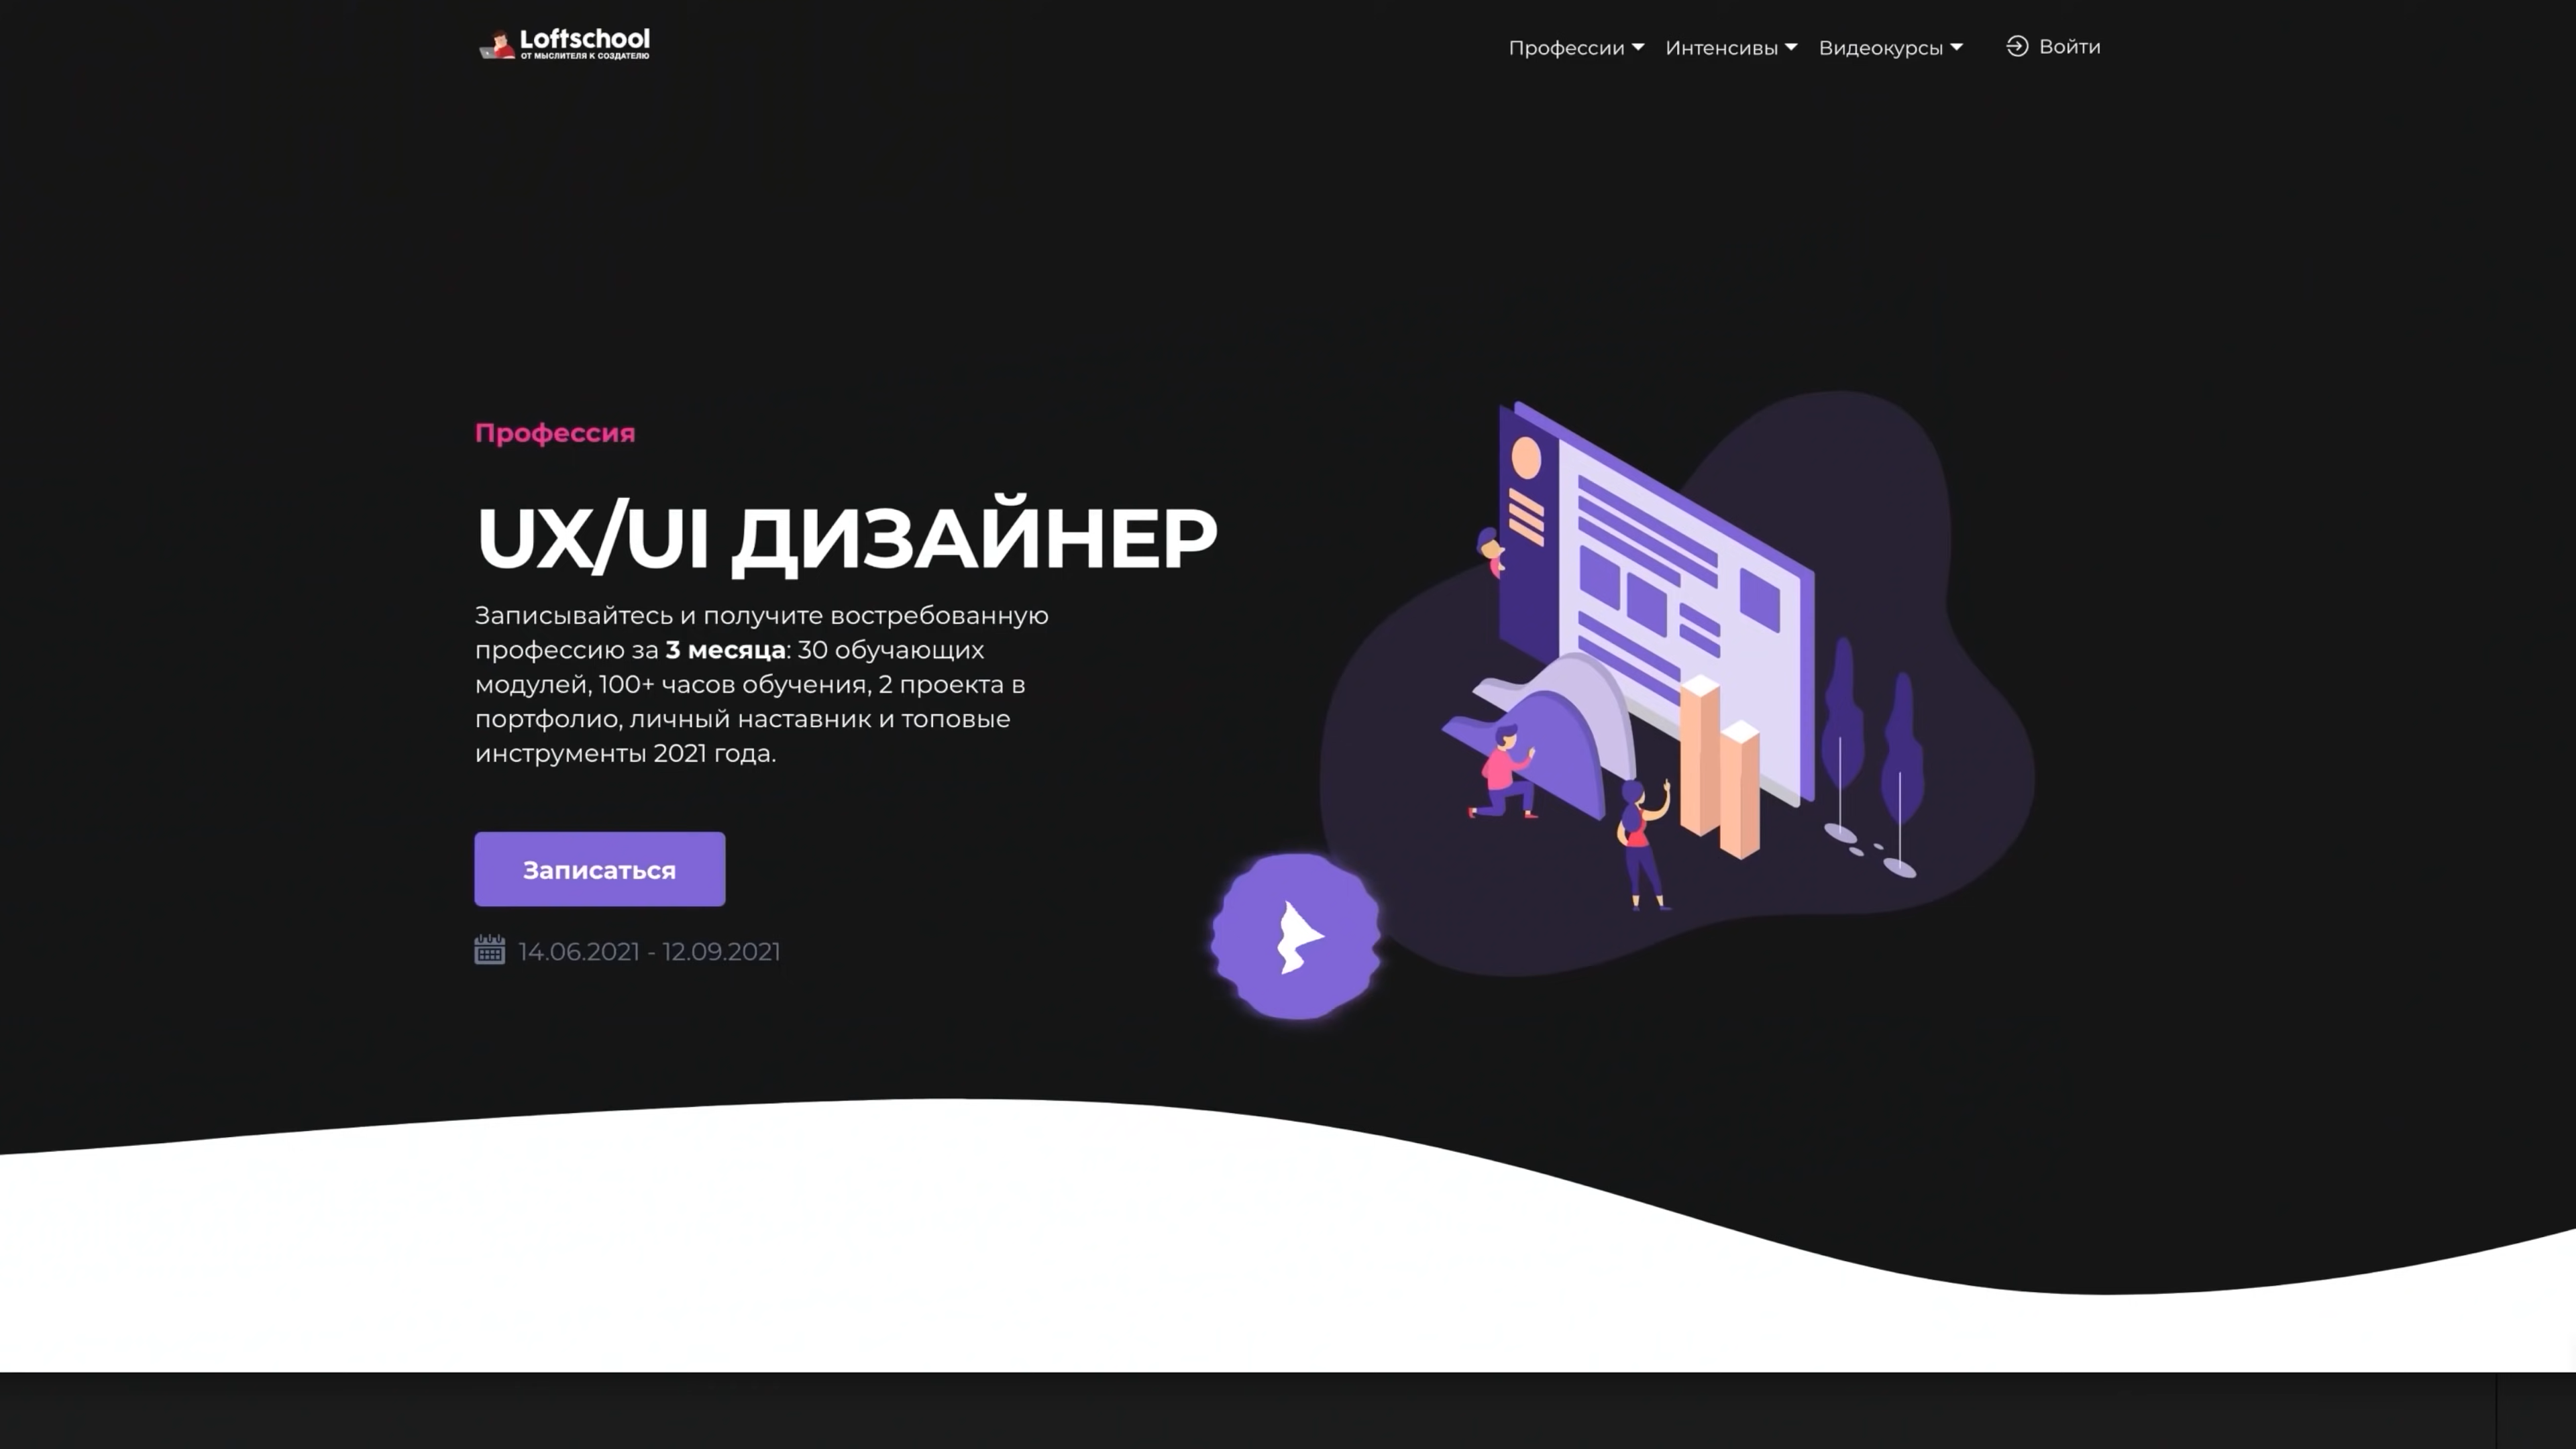 Loftschool
ОТ МЫСЛИТЕЛЯ К СОЗДАТЕЛЮ
Профессии
Интенсивы
Видеокурсы
Войти
Профессия
UX/UI ДИЗАЙНЕР
Записывайтесь и получите востребованную
профессию за 3 месяца: 30 обучающих
модулей, 100+ часов обучения, 2 проекта в
портфолио, личный наставник и топовые
инструменты 2021 года.
Записаться
14.06.2021 - 12.09.2021